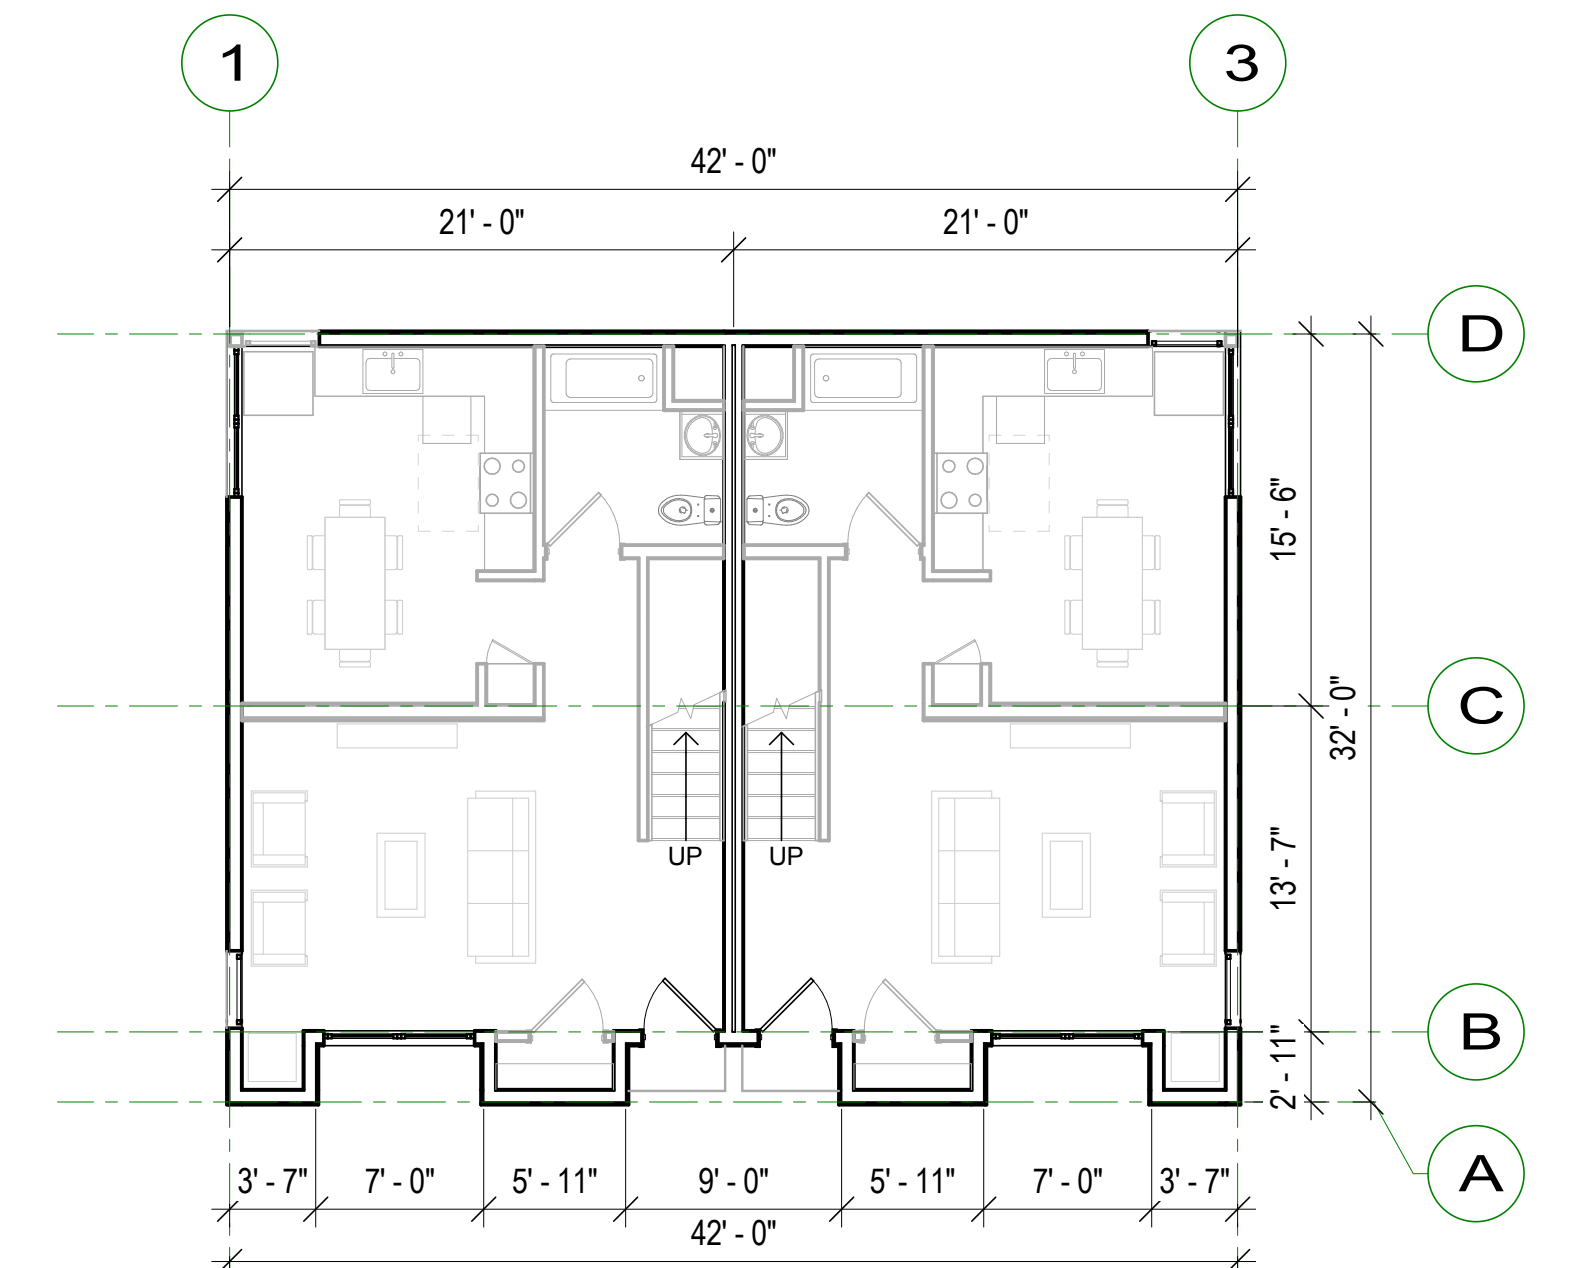 1
3
42' - 0"
21' - 0"
21' - 0"
D
15' - 6"
32' - 0"
C
13' - 7"
UP
UP
B
2' - 11"
A
3' - 7"
7' - 0"
5' - 11"
9' - 0"
5' - 11"
7' - 0"
3' - 7"
42' - 0"